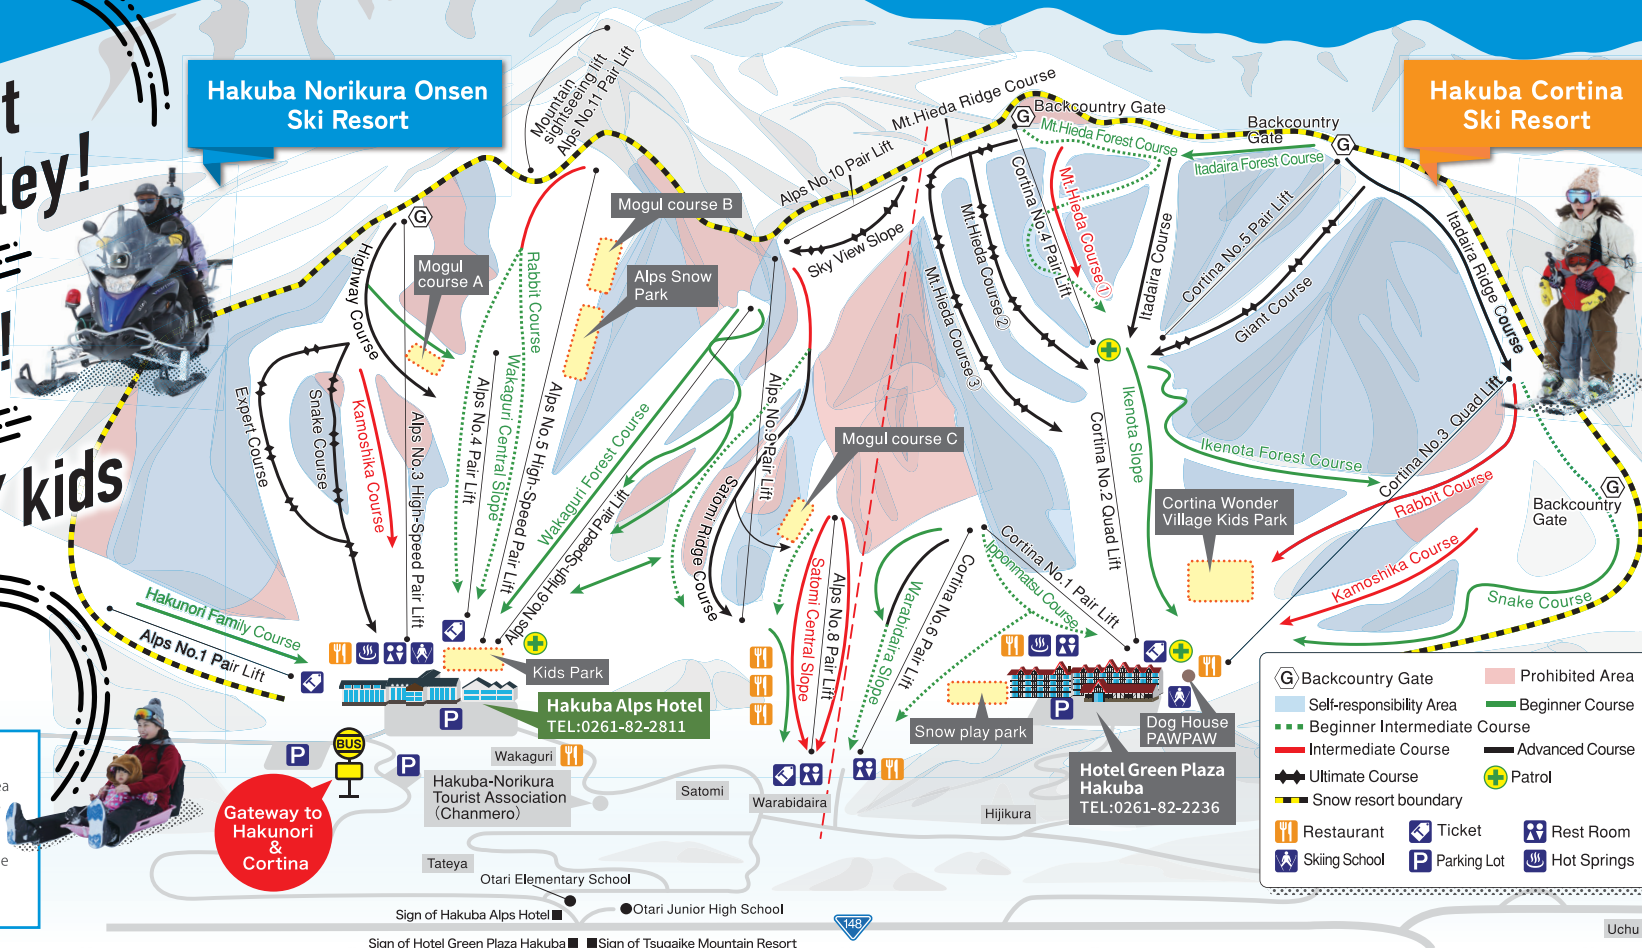 Hakuba Norikura Onsen
Ski Resort
Hakuba Cortina
Ski Resort
t
ley!
!
kids
Mountain
sightseeing lift
Alps No.11 Pair Lift
Mt.Hieda Ridge Course
G
Backcountry Gate
Backcountry
Gate
G
Mt.Hieda Forest Course
Itadaira Forest Course
Alps No.10 Pair Lift
Sky View Slope
Mogul course B
Alps Snow
Park
Mogul
course A
G
Highway Course
Rabbit Course
Wakaguri Central Slope
Alps No.4 Pair Lift
Alps No.5 High-Speed Pair Lift
Alps No.3 High-Speed Pair Lift
Expert Course
Snake Course
Kamoshika Course
Wakaguri Forest Course
Alps No.6 High-Speed Pair Lift
Alps No.9 Pair Lift
Satomi Ridge Course
Mogul course C
Satomi Central Slope
Alps No.8 Pair Lift
Mt.Hieda Course①
Mt.Hieda Course②
Mt.Hieda Course③
Cortina No.4 Pair Lift
Itadaira Course
Cortina No.5 Pair Lift
Giant Course
Itadaira Ridge Course
Ikenota Slope
Ikenota Forest Course
Cortina No.2 Quad Lift
Cortina No.3 Quad Lift
Rabbit Course
Kamoshika Course
Snake Course
G
Backcountry
Gate
Cortina Wonder
Village Kids Park
Cortina No.1 Pair Lift
Ipponmatsu Course
Cortina No.6 Pair Lift
Warabidaira Slope
Hakunori Family Course
Alps No.1 Pair Lift
Kids Park
Hakuba Alps Hotel
TEL:0261-82-2811
P
P
P
BUS
Gateway to
Hakunori
&
Cortina
Wakaguri
Hakuba-Norikura
Tourist Association
(Chanmero)
Satomi
Warabidaira
Snow play park
P
Dog House
PAWPAW
Hotel Green Plaza
Hakuba
TEL:0261-82-2236
Hijikura
Tateya
Otari Elementary School
Sign of Hakuba Alps Hotel
Otari Junior High School
148
Sign of Hotel Green Plaza Hakuba
Sign of Tsugaike Mountain Resort
Uchu
ea
e
G Backcountry Gate
Prohibited Area
Self-responsibility Area
Beginner Course
Beginner Intermediate Course
Intermediate Course
Advanced Course
Ultimate Course
Patrol
Snow resort boundary
Restaurant
Ticket
Rest Room
Skiing School
P Parking Lot
Hot Springs